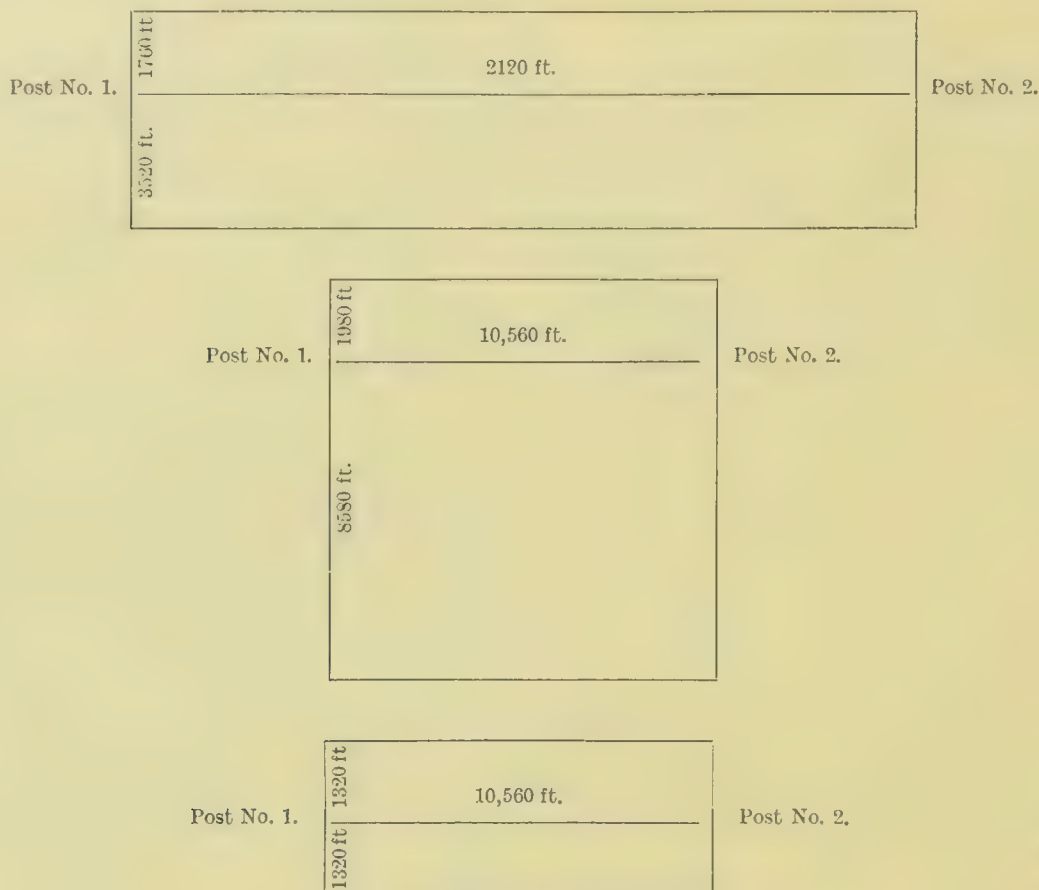 1760 ft
2120 ft.
Post No. 1.
Post No. 2.
3520 ft.
1980 ft
10,560 ft.
Post No. 1.
Post No. 2.
8580 ft.
1320 ft
10,560 ft.
Post No. 1.
Post No. 2.
1320 ft